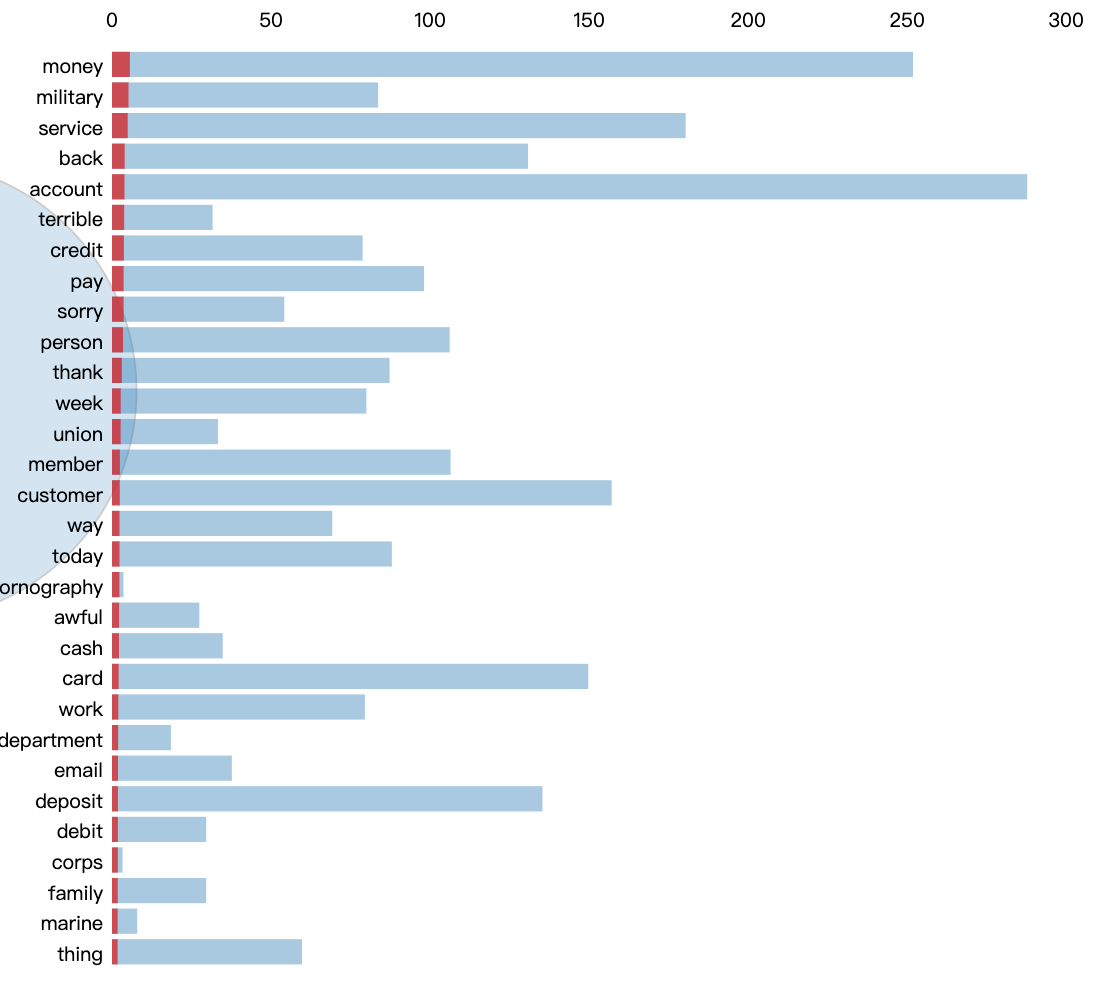 0 50 100 150 200 250 300
money
military
service
back
account
terrible
credit
pay
sorry
person
thank
week
union
member
customer
way
today
ornography
awful
cash
card
work
department
email
deposit
debit
corps
family
marine
thing